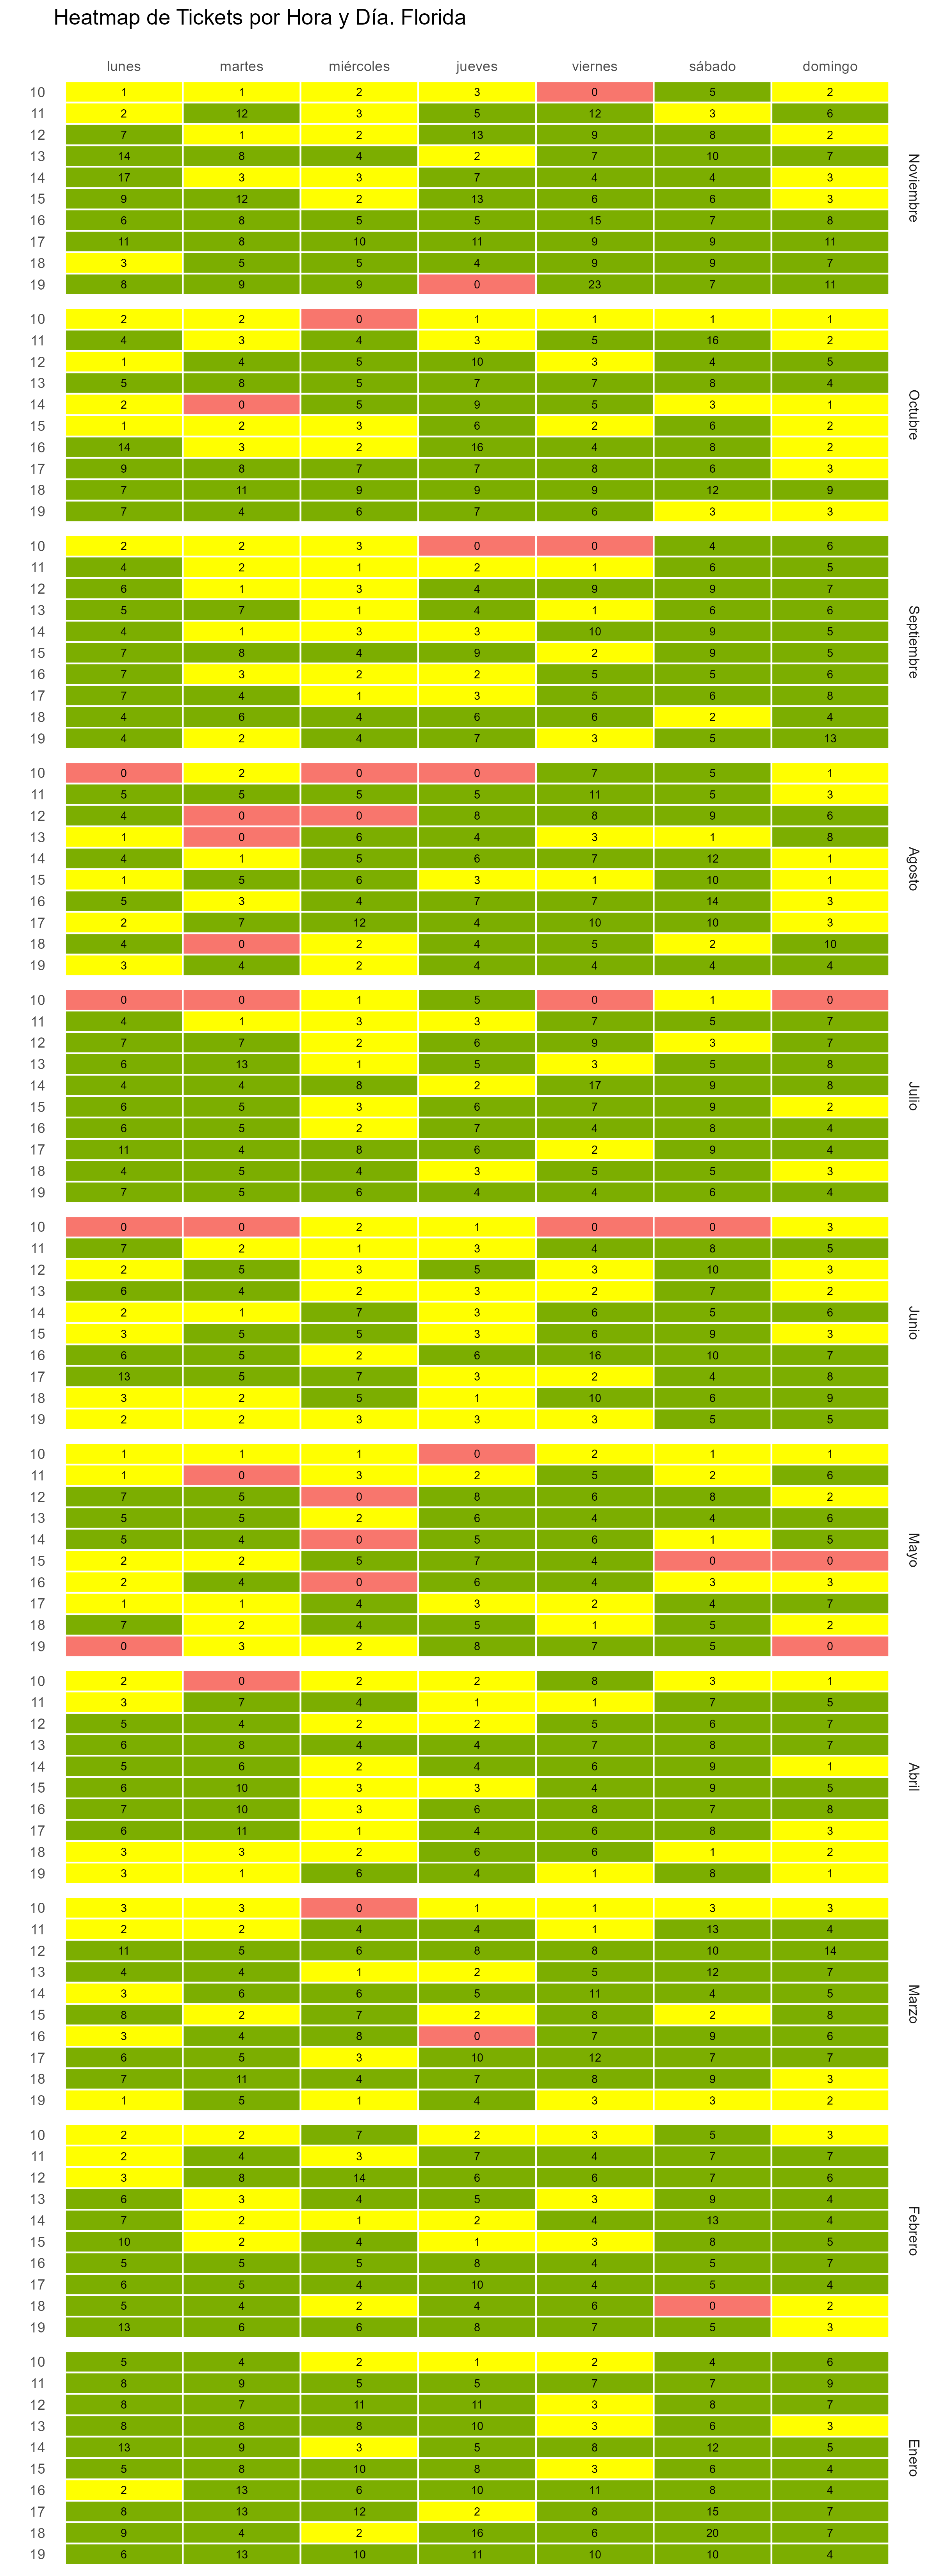 Heatmap de Tickets por Hora y Día. Florida
lunes martes miércoles jueves viernes sábado domingo
10 1 1 2 3 0 5 2
11 2 12 3 5 12 3 6
12 7 1 2 13 9 8 2
13 14 8 4 2 7 10 7
14 17 3 3 7 4 4 3
15 9 12 2 13 6 6 3
16 6 8 5 5 15 7 8
17 11 8 10 11 9 9 11
18 3 5 5 4 9 9 7
19 8 9 9 0 23 7 11
Noviembre
10 2 2 0 1 1 1 1
11 4 3 4 3 5 16 2
12 1 4 5 10 3 4 5
13 5 8 5 7 7 8 4
14 2 0 5 9 5 3 1
15 1 2 3 6 2 6 2
16 14 3 2 16 4 8 2
17 9 8 7 7 8 6 3
18 7 11 9 9 9 12 9
19 7 4 6 7 6 3 3
Octubre
10 2 2 3 0 0 4 6
11 4 2 1 2 1 6 5
12 6 1 3 4 9 9 7
13 5 7 1 4 1 6 6
14 4 1 3 3 10 9 5
15 7 8 4 9 2 9 5
16 7 3 2 2 5 5 6
17 7 4 1 3 5 6 8
18 4 6 4 6 6 2 4
19 4 2 4 7 3 5 13
Septiembre
10 0 2 0 0 7 5 1
11 5 5 5 5 11 5 3
12 4 0 0 8 8 9 6
13 1 0 6 4 3 1 8
14 4 1 5 6 7 12 1
15 1 5 6 3 1 10 1
16 5 3 4 7 7 14 3
17 2 7 12 4 10 10 3
18 4 0 2 4 5 2 10
19 3 4 2 4 4 4 4
Agosto
10 0 0 1 5 0 1 0
11 4 1 3 3 7 5 7
12 7 7 2 6 9 3 7
13 6 13 1 5 3 5 8
14 4 4 8 2 17 9 8
15 6 5 3 6 7 9 2
16 6 5 2 7 4 8 4
17 11 4 8 6 2 9 4
18 4 5 4 3 5 5 3
19 7 5 6 4 4 6 4
Julio
10 0 0 2 1 0 0 3
11 7 2 1 3 4 8 5
12 2 5 3 5 3 10 3
13 6 4 2 3 2 7 2
14 2 1 7 3 6 5 6
15 3 5 5 3 6 9 3
16 6 5 2 6 16 10 7
17 13 5 7 3 2 4 8
18 3 2 5 1 10 6 9
19 2 2 3 3 3 5 5
Junio
10 1 1 1 0 2 1 1
11 1 0 3 2 5 2 6
12 7 5 0 8 6 8 2
13 5 5 2 6 4 4 6
14 5 4 0 5 6 1 5
15 2 2 5 7 4 0 0
16 2 4 0 6 4 3 3
17 1 1 4 3 2 4 7
18 7 2 4 5 1 5 2
19 0 3 2 8 7 5 0
Mayo
10 2 0 2 2 8 3 1
11 3 7 4 1 1 7 5
12 5 4 2 2 5 6 7
13 6 8 4 4 7 8 7
14 5 6 2 4 6 9 1
15 6 10 3 3 4 9 5
16 7 10 3 6 8 7 8
17 6 11 1 4 6 8 3
18 3 3 2 6 6 1 2
19 3 1 6 4 1 8 1
Abril
10 3 3 0 1 1 3 3
11 2 2 4 4 1 13 4
12 11 5 6 8 8 10 14
13 4 4 1 2 5 12 7
14 3 6 6 5 11 4 5
15 8 2 7 2 8 2 8
16 3 4 8 0 7 9 6
17 6 5 3 10 12 7 7
18 7 11 4 7 8 9 3
19 1 5 1 4 3 3 2
Marzo
10 2 2 7 2 3 5 3
11 2 4 3 7 4 7 7
12 3 8 14 6 6 7 6
13 6 3 4 5 3 9 4
14 7 2 1 2 4 13 4
15 10 2 4 1 3 8 5
16 5 5 5 8 4 5 7
17 6 5 4 10 4 5 4
18 5 4 2 4 6 0 2
19 13 6 6 8 7 5 3
Febrero
10 5 4 2 1 2 4 6
11 8 9 5 5 7 7 9
12 8 7 11 11 3 8 7
13 8 8 8 10 3 6 3
14 13 9 3 5 8 12 5
15 5 8 10 8 3 6 4
16 2 13 6 10 11 8 4
17 8 13 12 2 8 15 7
18 9 4 2 16 6 20 7
19 6 13 10 11 10 10 4
Enero